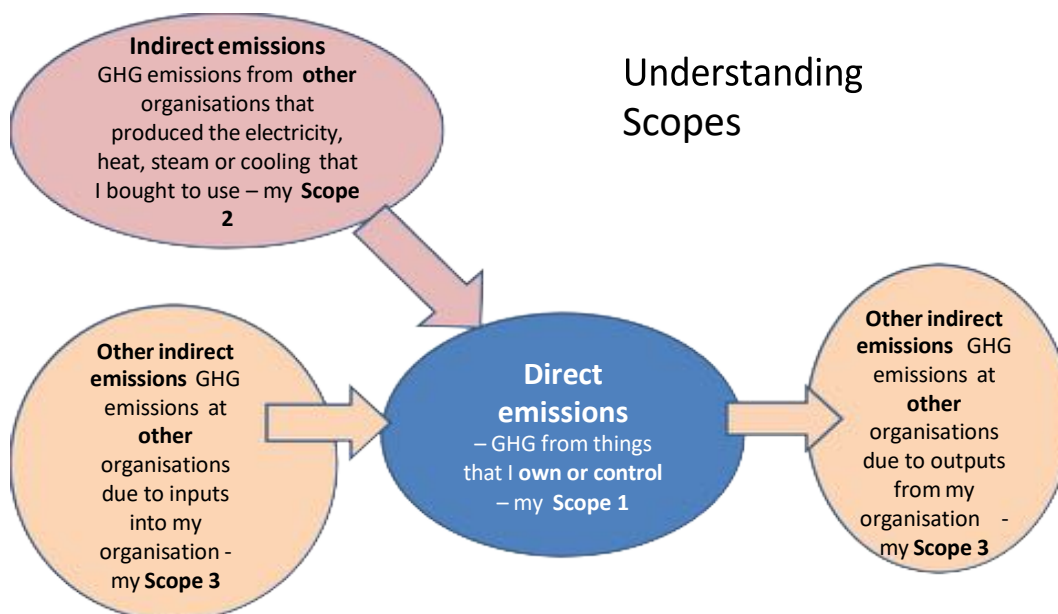 Indirect emissions
GHG emissions from other
organisations that
produced the electricity,
heat, steam or cooling that
I bought to use – my Scope
2
Understanding
Scopes
Other indirect
emissions GHG
emissions at
other
organisations
due to inputs
into my
organisation -
my Scope 3
Direct
emissions
– GHG from things
that I own or control
– my Scope 1
Other indirect
emissions GHG
emissions at
other
organisations
due to outputs
from my
organisation -
my Scope 3